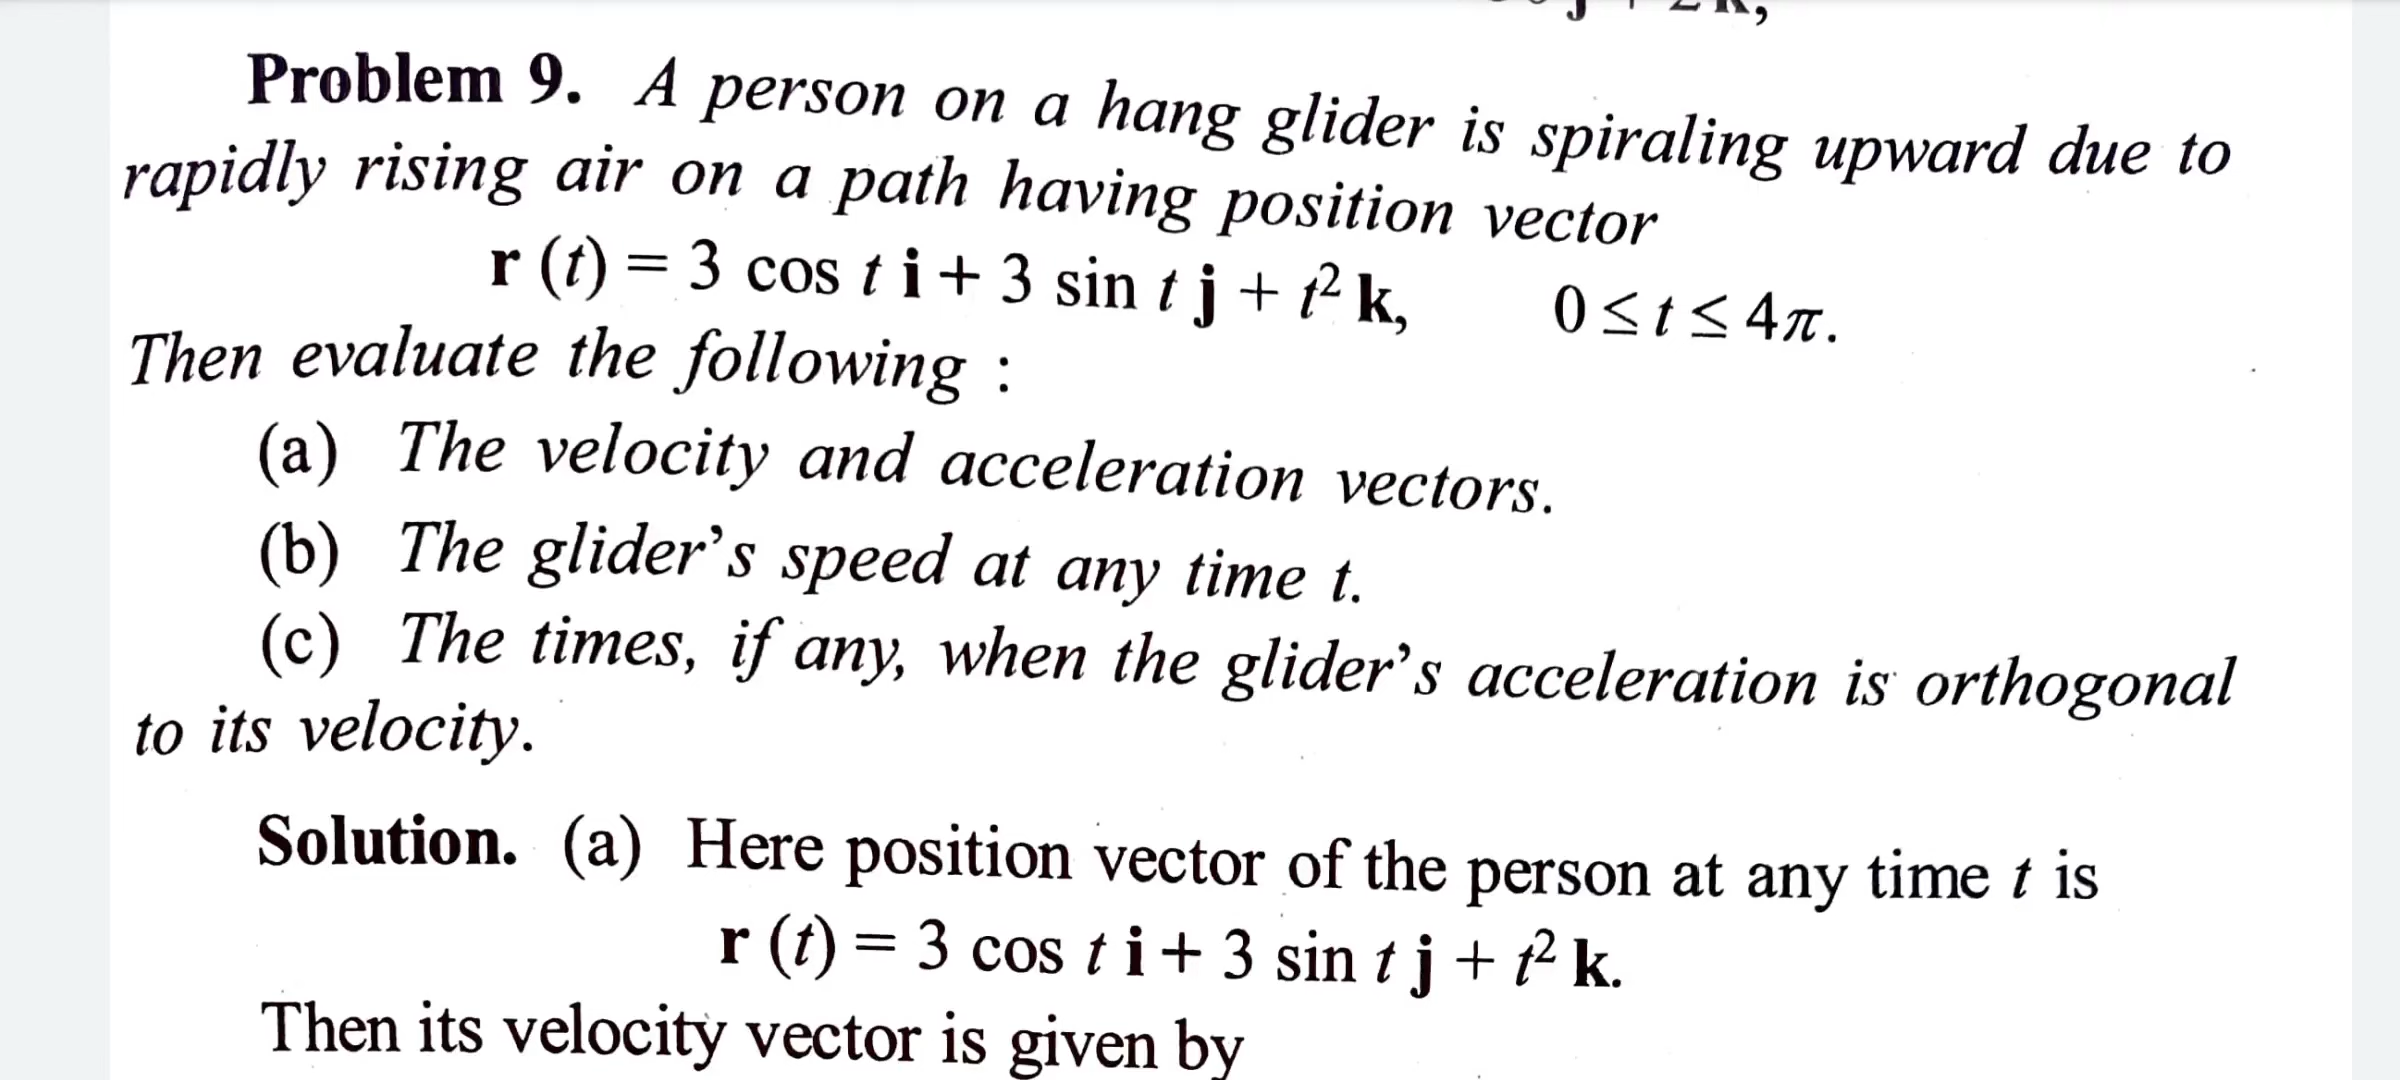 Problem 9. A person on a hang glider is spiraling upward due to
rapidly rising air on a path having position vector
r (t) = 3 cos t i + 3 sin t j + t² k, 0 ≤ t ≤ 4π.
Then evaluate the following :
(a) The velocity and acceleration vectors.
(b) The glider's speed at any time t.
(c) The times, if any, when the glider's acceleration is orthogonal
to its velocity.
Solution. (a) Here position vector of the person at any time t is
r (t) = 3 cos t i + 3 sin t j + t² k.
Then its velocity vector is given by